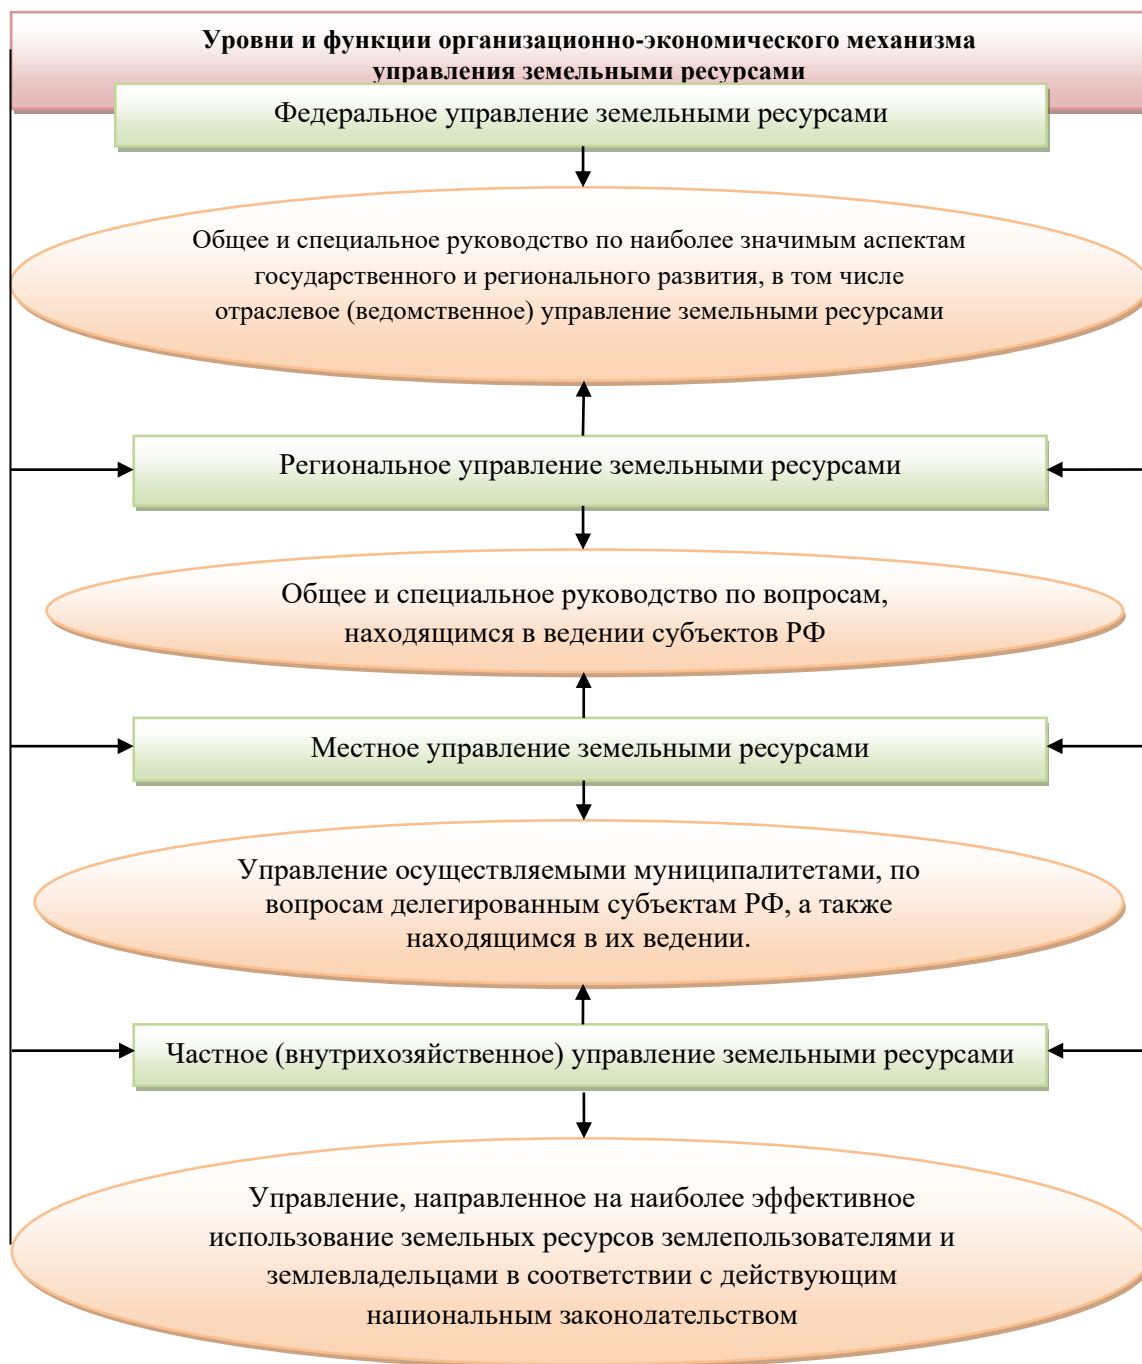 Уровни и функции организационно-экономического механизма
управления земельными ресурсами
Федеральное управление земельными ресурсами
Общее и специальное руководство по наиболее значимым аспектам
государственного и регионального развития, в том числе
отраслевое (ведомственное) управление земельными ресурсами
Региональное управление земельными ресурсами
Общее и специальное руководство по вопросам,
находящимся в ведении субъектов РФ
Местное управление земельными ресурсами
Управление осуществляемыми муниципалитетами, по
вопросам делегированным субъектам РФ, а также
находящимся в их ведении.
Частное (внутрихозяйственное) управление земельными ресурсами
Управление, направленное на наиболее эффективное
использование земельных ресурсов землепользователями и
землевладельцами в соответствии с действующим
национальным законодательством